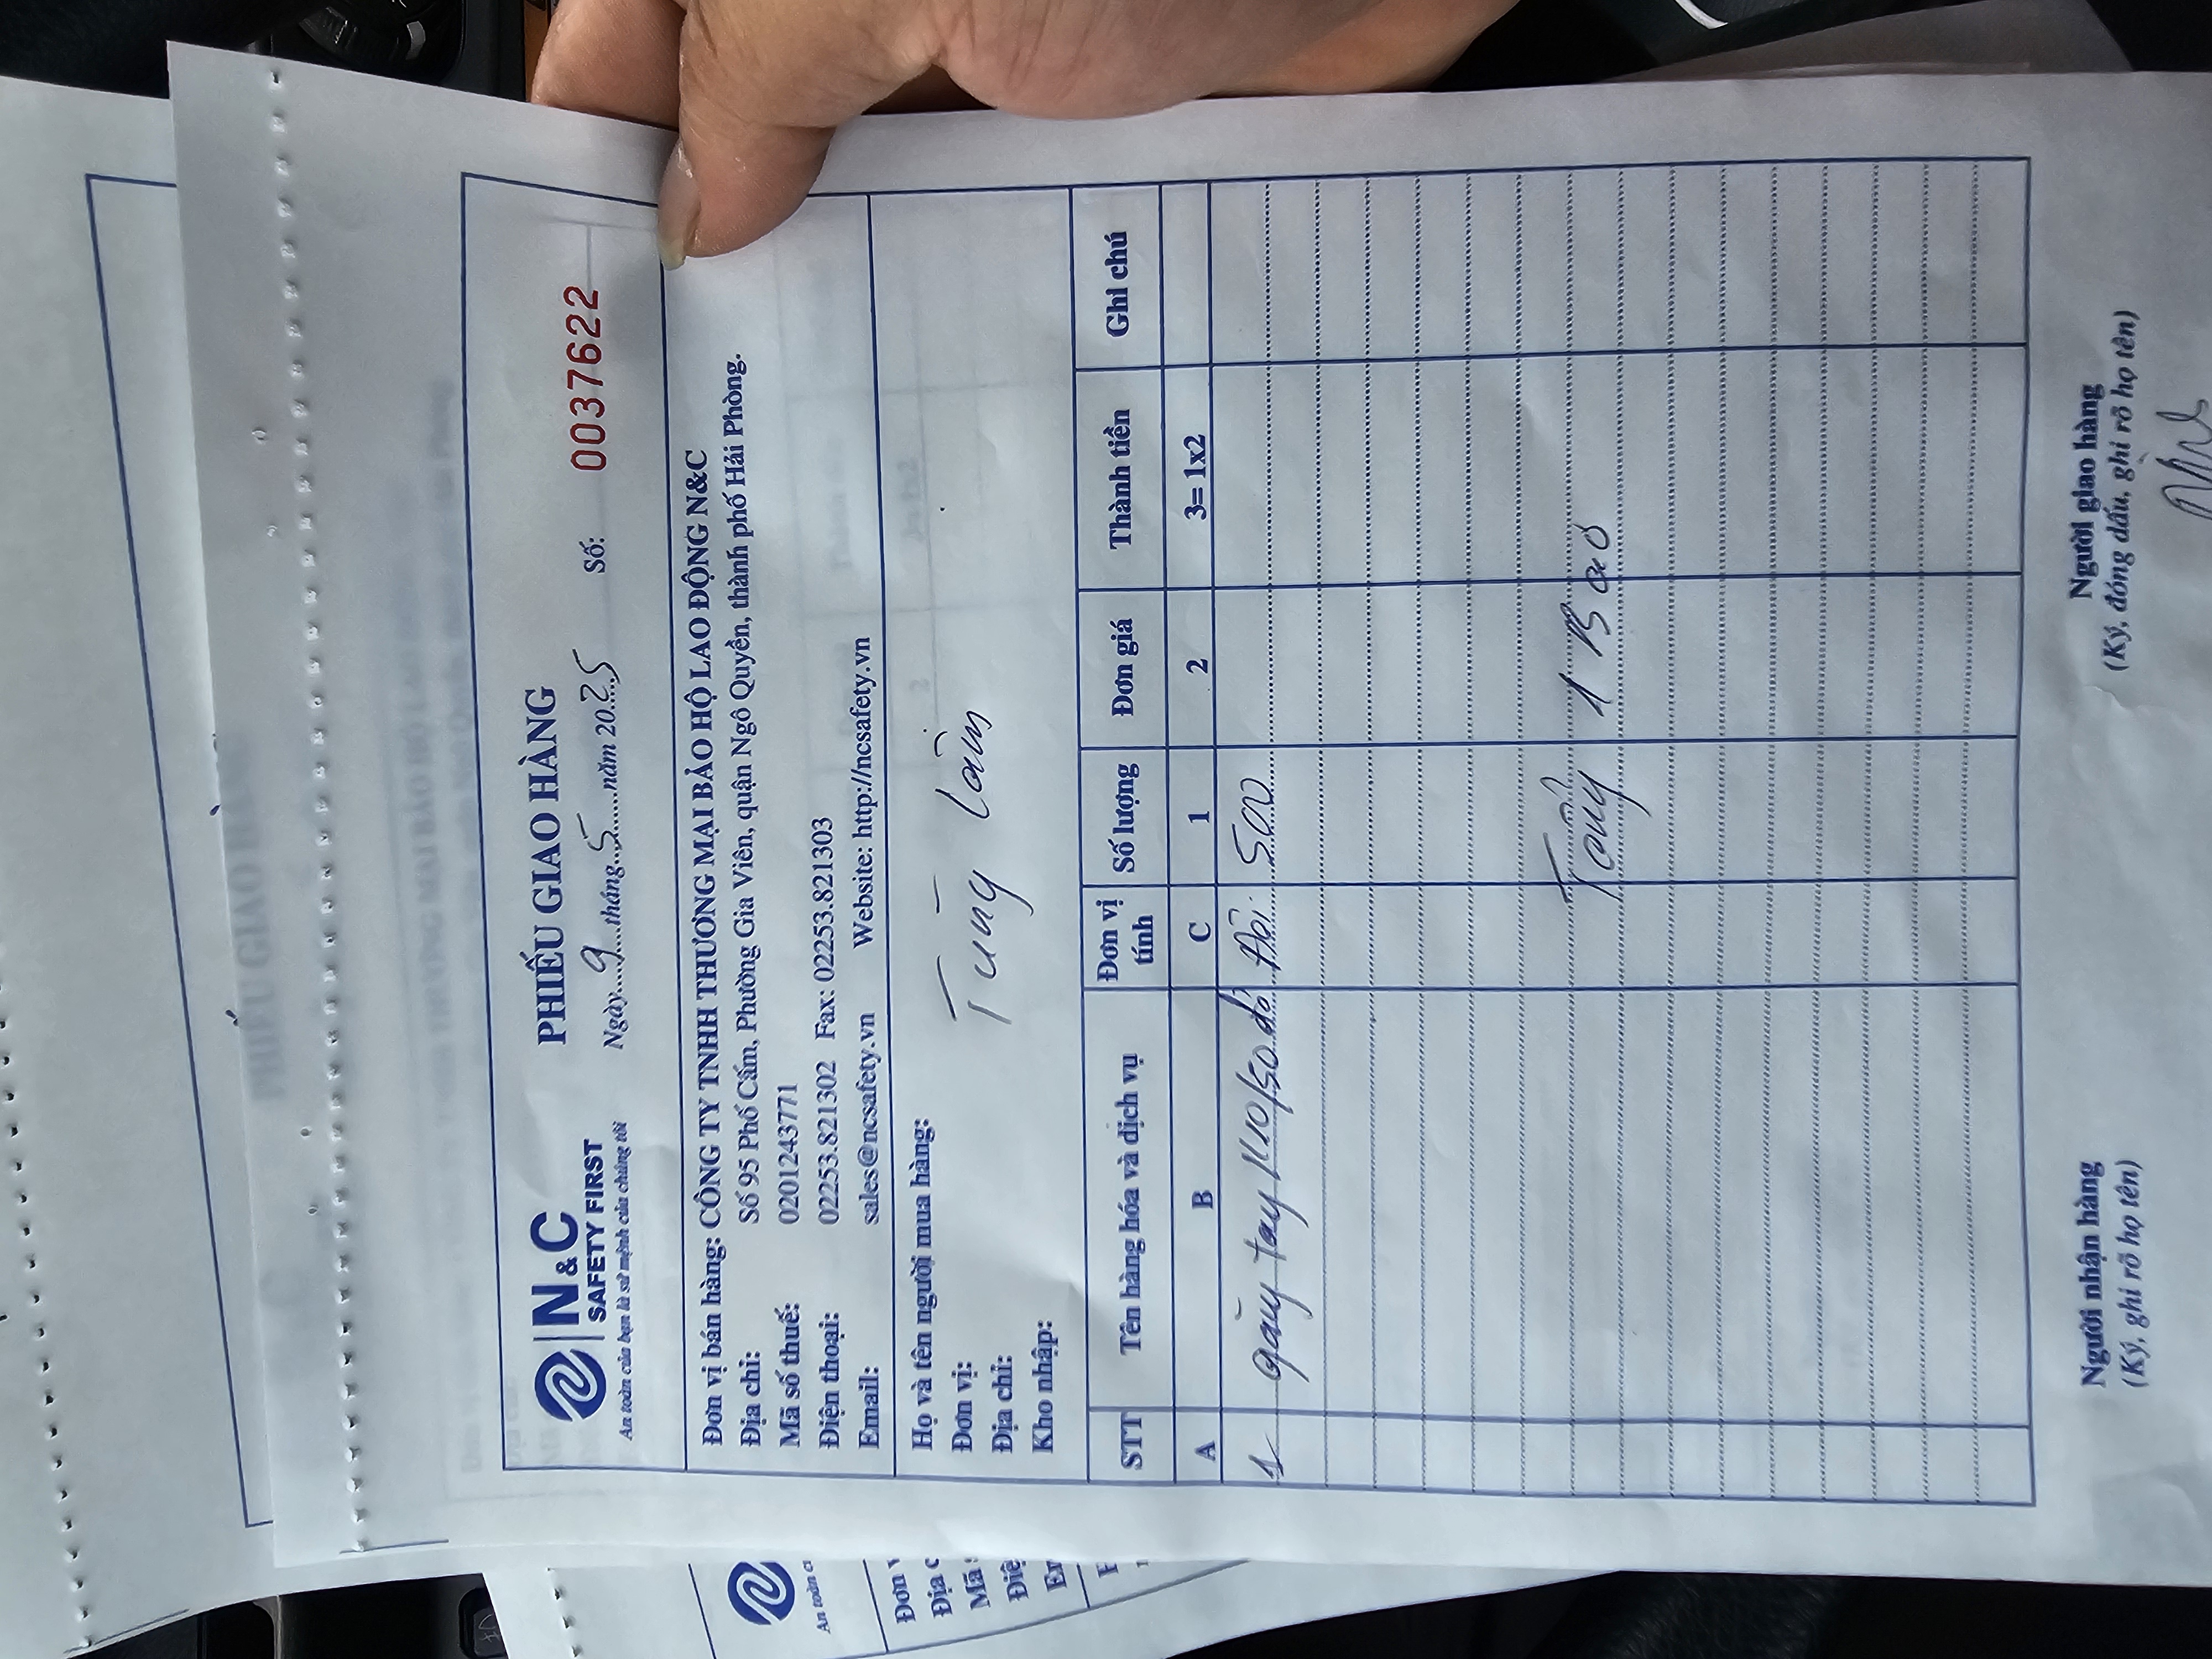 N&C
SAFETY FIRST
An toàn của bạn là sứ mệnh của chúng tôi
PHIẾU GIAO HÀNG
Ngày...9...tháng...5...năm 2025
Số: 0037622
Đơn vị bán hàng: CÔNG TY TNHH THƯƠNG MẠI BẢO HỘ LAO ĐỘNG N&C
Địa chỉ: Số 95 Phố Cấm, Phường Gia Viên, quận Ngô Quyền, thành phố Hải Phòng.
Mã số thuế: 0201243771
Điện thoại: 02253.821302 Fax: 02253.821303
Email: sales@ncsafety.vn Website: http://ncsafety.vn
Họ và tên người mua hàng:
Đơn vị: Tùng Lâm
Địa chỉ:
Kho nhập:
STT Tên hàng hóa và dịch vụ Đơn vị tính Số lượng Đơn giá Thành tiền Ghi chú
A B C 1 2 3= 1x2
1 găng tay K10/50 Đôi 500
Tổng 1 Bao
Người nhận hàng Người giao hàng
(Ký, ghi rõ họ tên) (Ký, đóng dấu, ghi rõ họ tên)